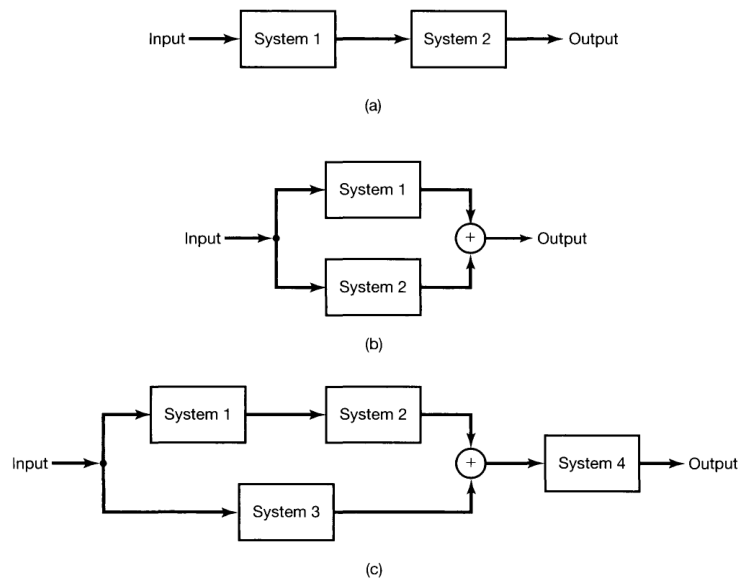 Input System 1 System 2 Output
(a)
System 1
Input + Output
System 2
(b)
System 1 System 2
Input + System 4 Output
System 3
(c)